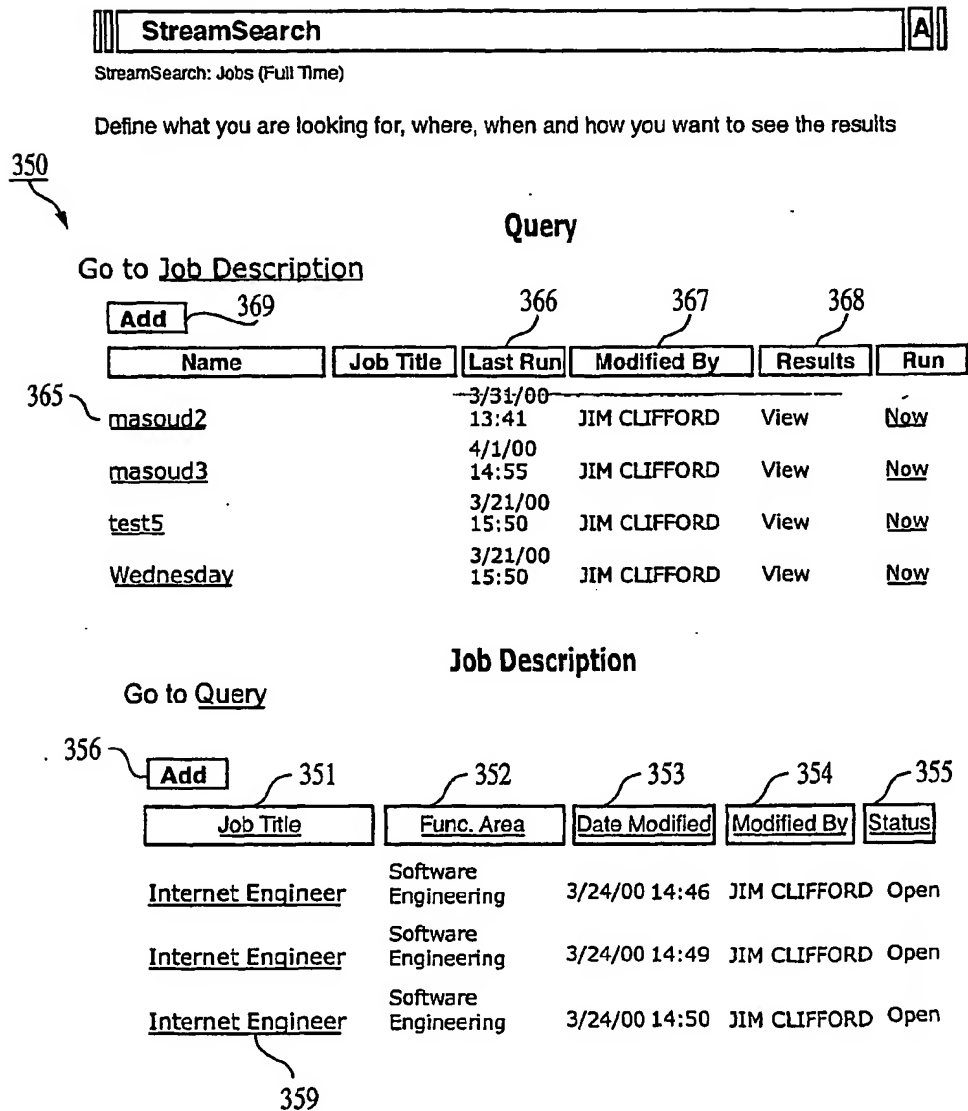 StreamSearch A
StreamSearch: Jobs (Full Time)
Define what you are looking for, where, when and how you want to see the results
350
Query
Go to Job Description
Add 369 366 367 368
Name Job Title Last Run Modified By Results Run
365 masoud2 3/31/00 13:41 JIM CLIFFORD View Now
masoud3 4/1/00 14:55 JIM CLIFFORD View Now
test5 3/21/00 15:50 JIM CLIFFORD View Now
Wednesday 3/21/00 15:50 JIM CLIFFORD View Now
Job Description
Go to Query
356 Add 351 352 353 354 355
Job Title Func. Area Date Modified Modified By Status
Internet Engineer Software Engineering 3/24/00 14:46 JIM CLIFFORD Open
Internet Engineer Software Engineering 3/24/00 14:49 JIM CLIFFORD Open
Internet Engineer Software Engineering 3/24/00 14:50 JIM CLIFFORD Open
359